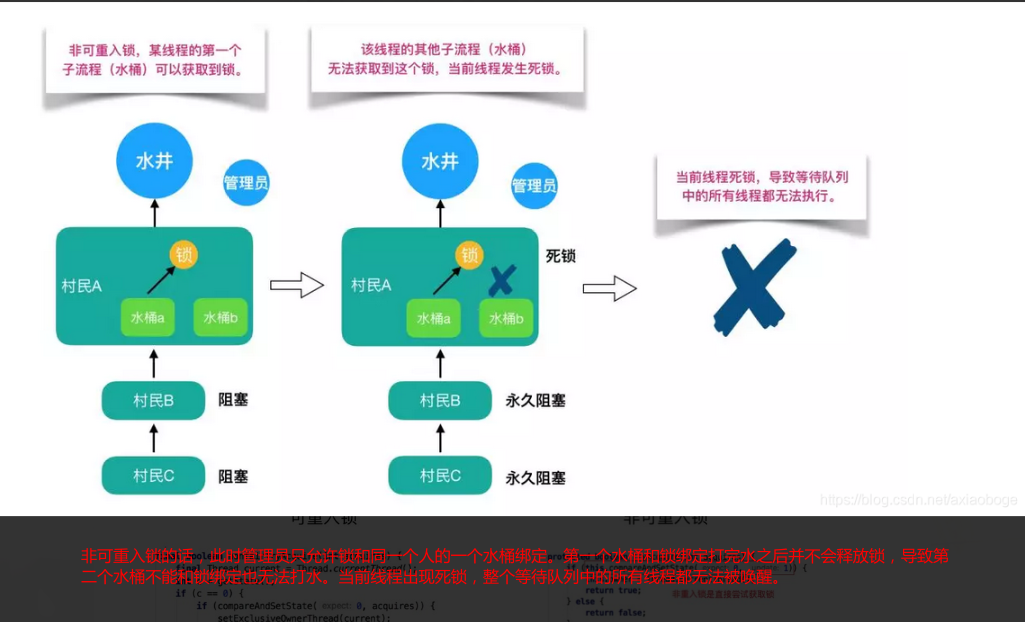 非可重入锁，某线程的第一个
子流程（水桶）可以获取到锁。
该线程的其他子流程（水桶）
无法获取到这个锁，当前线程发生死锁。
当前线程死锁，导致等待队列
中的所有线程都无法执行。
水井
管理员
锁
村民A
水桶a
水桶b
村民B
阻塞
村民C
阻塞
水井
管理员
锁
死锁
村民A
水桶a
水桶b
村民B
永久阻塞
村民C
永久阻塞
https://blog.csdn.net/axiaoboge
可重入锁
非可重入锁
非可重入锁的话，此时管理员只允许锁和同一个人的一个水桶绑定。第一个水桶和锁绑定打完水之后并不会释放锁，导致第
二个水桶不能和锁绑定也无法打水。当前线程出现死锁，整个等待队列中的所有线程都无法被唤醒。
if (c == 0) {
if (compareAndSetState( expect: 0, acquires)) {
setExclusiveOwnerThread(current);
return true;
非重入锁是直接尝试获取锁
} else {
return false;